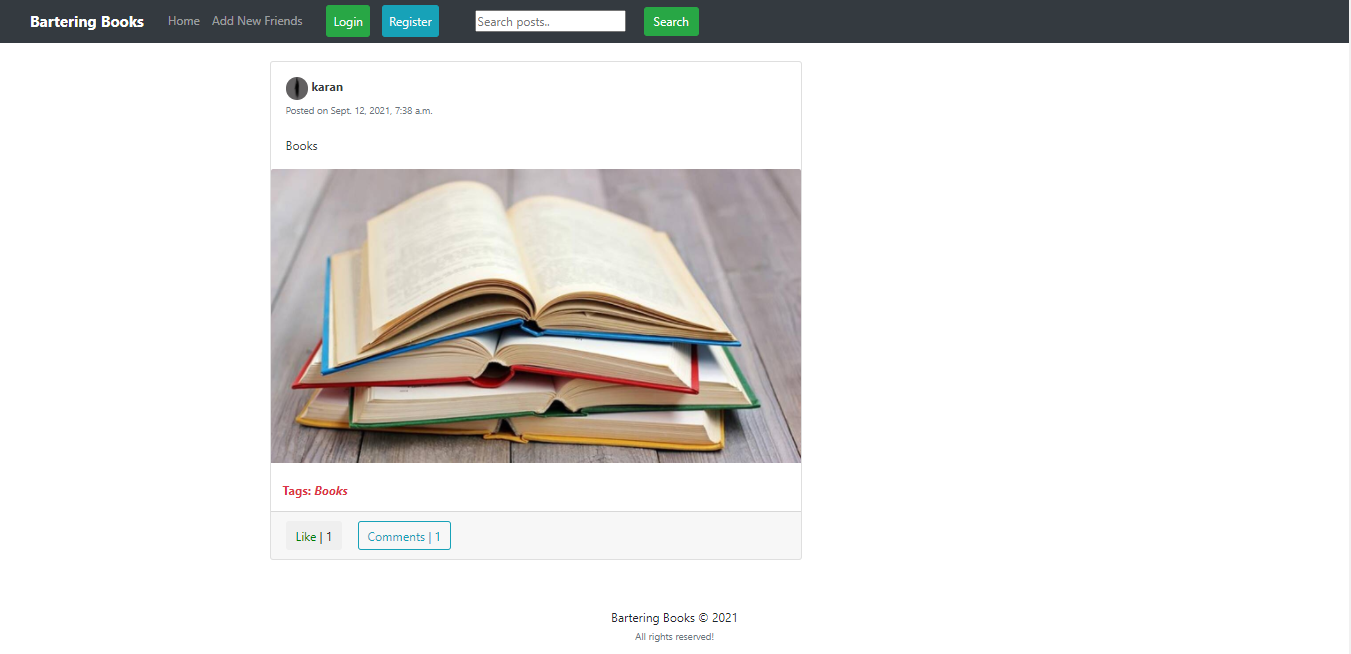 Bartering Books Home Add New Friends Login Register Search posts.. Search
karan
Posted on Sept. 12, 2021, 7:38 a.m.
Books
Tags: Books
Like | 1 Comments | 1
Bartering Books © 2021
All rights reserved!